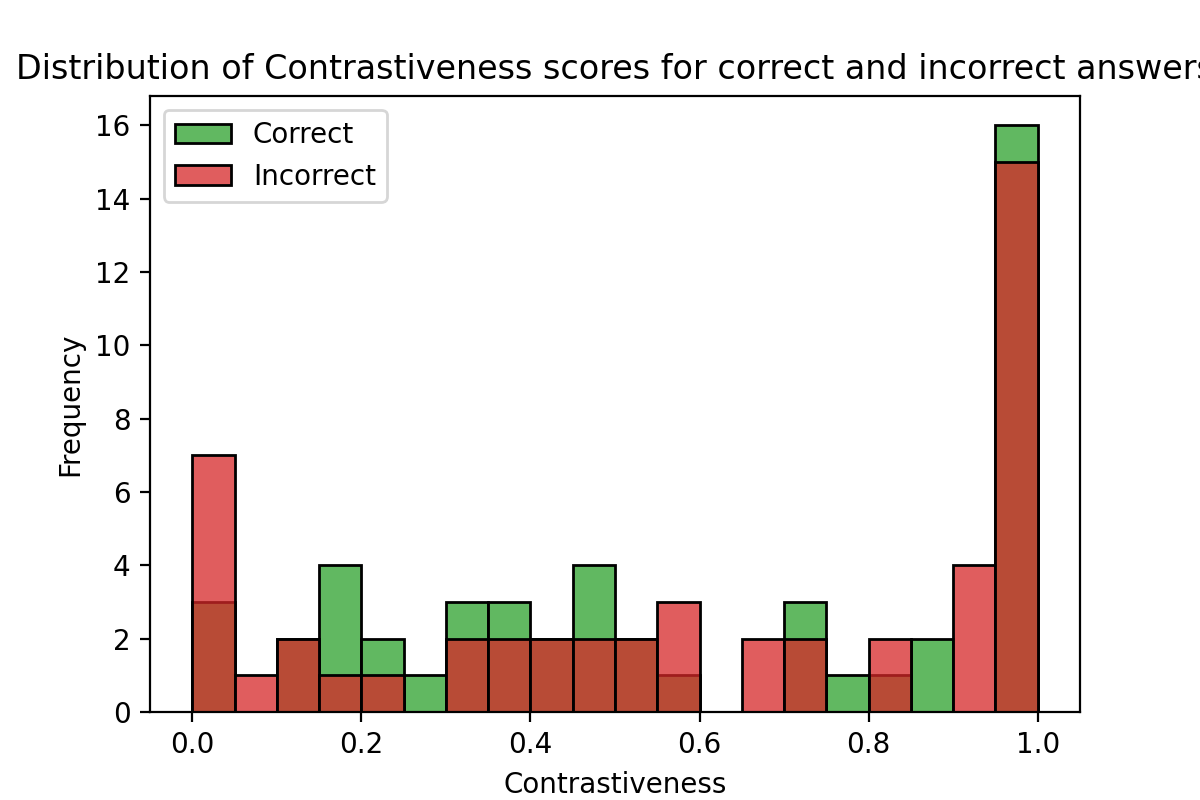 Distribution of Contrastiveness scores for correct and incorrect answers
Correct
Incorrect
16
14
12
10
8
6
4
2
0
Frequency
0.0 0.2 0.4 0.6 0.8 1.0
Contrastiveness